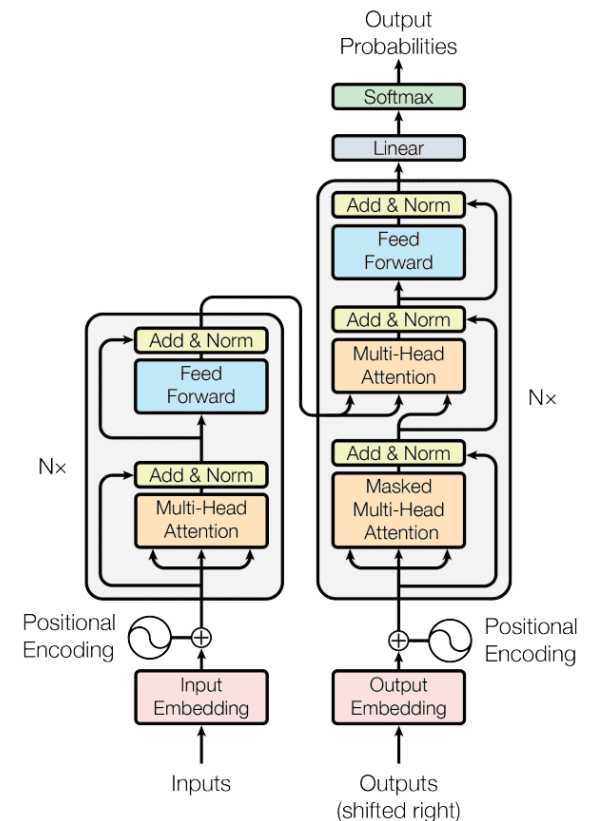 Output
Probabilities
Softmax
Linear
Add & Norm
Feed
Forward
Add & Norm
Multi-Head
Attention
Add & Norm
Masked
Multi-Head
Attention
N×
Add & Norm
Feed
Forward
Add & Norm
Multi-Head
Attention
N×
Positional
Encoding
Positional
Encoding
Input
Embedding
Output
Embedding
Inputs
Outputs
(shifted right)